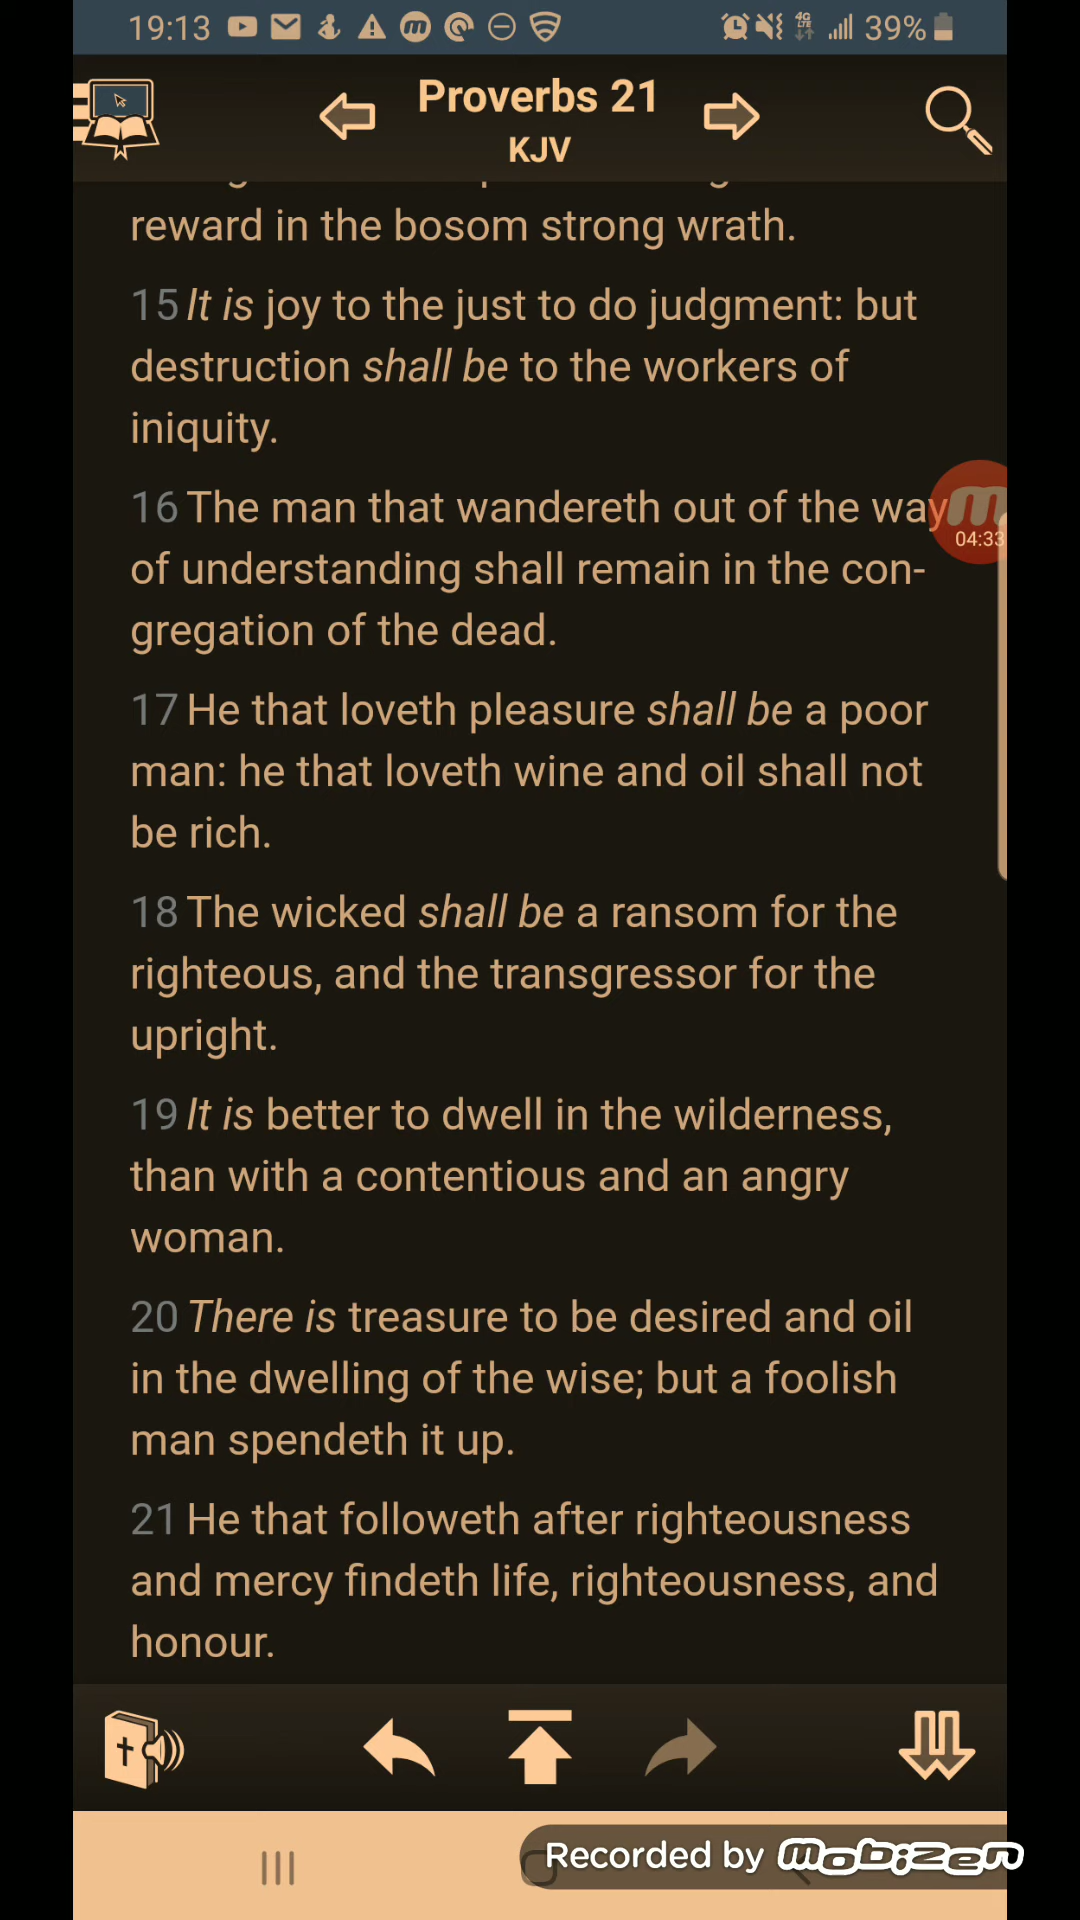 19:13
4G LTE
39%
Proverbs 21
KJV
reward in the bosom strong wrath.
15 It is joy to the just to do judgment: but
destruction shall be to the workers of
iniquity.
16 The man that wandereth out of the way
of understanding shall remain in the con-
gregation of the dead.
04:33
17 He that loveth pleasure shall be a poor
man: he that loveth wine and oil shall not
be rich.
18 The wicked shall be a ransom for the
righteous, and the transgressor for the
upright.
19 It is better to dwell in the wilderness,
than with a contentious and an angry
woman.
20 There is treasure to be desired and oil
in the dwelling of the wise; but a foolish
man spendeth it up.
21 He that followeth after righteousness
and mercy findeth life, righteousness, and
honour.
Recorded by mobizen